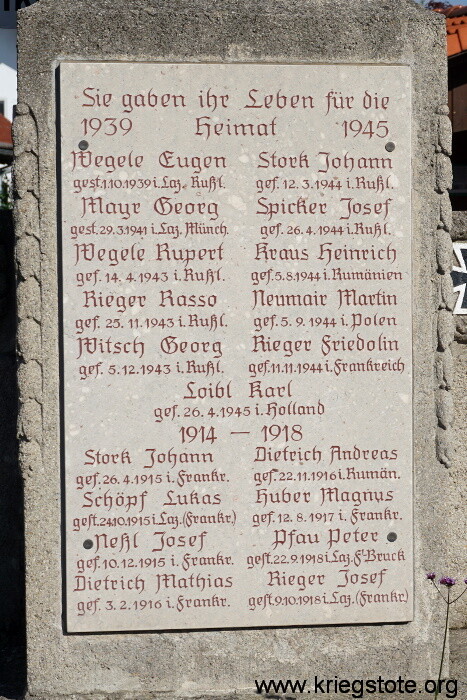 Sie gaben ihr Leben für die
1939 Heimat 1945
Wegele Eugen Stork Johann
gest.1.10.1939 i. Laz. Rußl. gef. 12. 3. 1944 i. Rußl.
Mayr Georg Spicker Josef
gest. 29.3.1941 i. Laz. Münch. gef. 26. 4. 1944 i. Rußl.
Wegele Rupert Kraus Heinrich
gef. 14. 4. 1943 i. Rußl. gef. 5.8.1944 i. Rumänien
Rieger Rasso Neumair Martin
gef. 25. 11. 1943 i. Rußl. gef. 5. 9. 1944 i. Polen
Witsch Georg Rieger Friedolin
gef. 5.12. 1943 i. Rußl. gef. 11.11.1944 i. Frankreich
Loibl Karl
gef. 26. 4. 1945 i. Holland
1914 — 1918
Stork Johann Dietrich Andreas
gef. 26. 4. 1915 i. Frankr. gef. 22.11.1916 i. Rumän.
Schöpf Lukas Huber Magnus
gest. 24.10.1915 i. Laz. (Frankr.) gef. 12. 8. 1917 i. Frankr.
Neßl Josef Pfau Peter
gef. 10.12. 1915 i. Frankr. gest. 22.9.1918 i. Laz. F.-Bruck
Dietrich Mathias Rieger Josef
gef. 3. 2. 1916 i. Frankr. gest. 9.10.1918 i. Laz. (Frankr.)
www.kriegstote.org